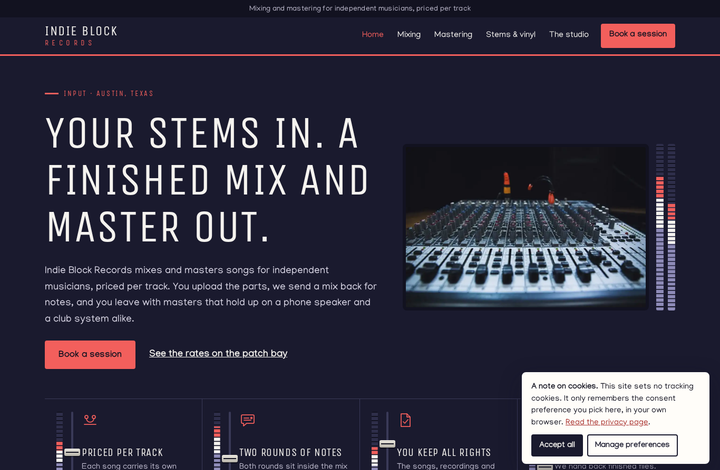 Mixing and mastering for independent musicians, priced per track
INDIE BLOCK
RECORDS
Home Mixing Mastering Stems & vinyl The studio Book a session
INPUT · AUSTIN, TEXAS
YOUR STEMS IN. A
FINISHED MIX AND
MASTER OUT.
Indie Block Records mixes and masters songs for independent
musicians, priced per track. You upload the parts, we send a mix back for
notes, and you leave with masters that hold up on a phone speaker and
a club system alike.
Book a session See the rates on the patch bay
A note on cookies. This site sets no tracking
cookies. It only remembers the consent
preference you pick here, in your own
browser. Read the privacy page.
Accept all Manage preferences
PRICED PER TRACK TWO ROUNDS OF NOTES YOU KEEP ALL RIGHTS
Each song carries its own Both rounds sit inside the mix The songs, recordings and we hand back finished files.